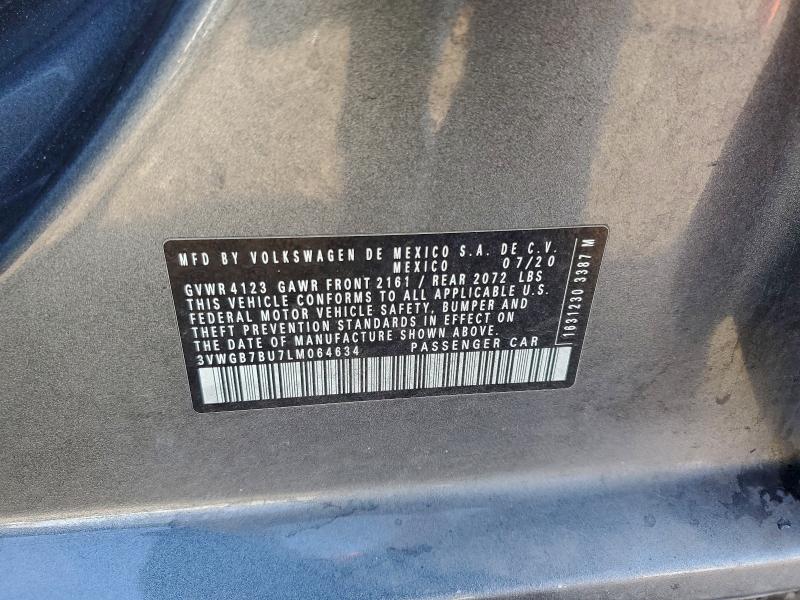 MFD BY VOLKSWAGEN DE MEXICO S.A. DE C.V.
MEXICO 07/20
GVWR 4123 GAWR FRONT 2161 / REAR 2072 LBS
THIS VEHICLE CONFORMS TO ALL APPLICABLE U.S.
FEDERAL MOTOR VEHICLE SAFETY, BUMPER AND
THEFT PREVENTION STANDARDS IN EFFECT ON
THE DATE OF MANUFACTURE SHOWN ABOVE.
3VWGB7BU7LM064634 PASSENGER CAR
1631230 3387 M